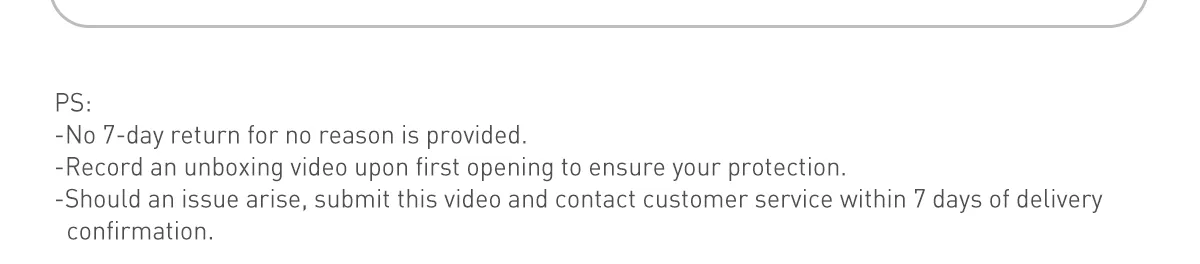 PS:
-No 7-day return for no reason is provided.
-Record an unboxing video upon first opening to ensure your protection.
-Should an issue arise, submit this video and contact customer service within 7 days of delivery
confirmation.